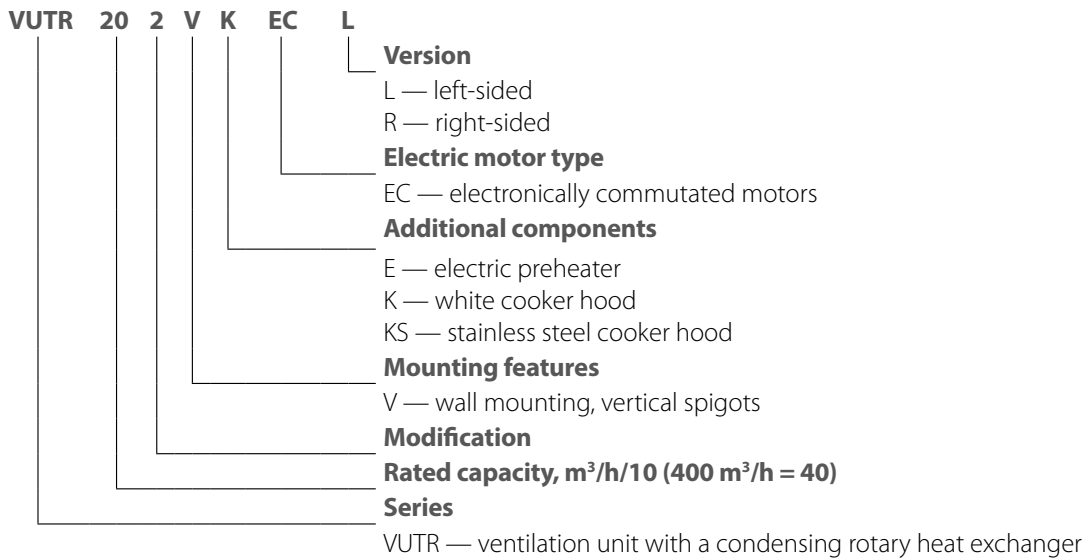 VUTR 20 2 V K EC L
Version
L — left-sided
R — right-sided
Electric motor type
EC — electronically commutated motors
Additional components
E — electric preheater
K — white cooker hood
KS — stainless steel cooker hood
Mounting features
V — wall mounting, vertical spigots
Modification
Rated capacity, m³/h/10 (400 m³/h = 40)
Series
VUTR — ventilation unit with a condensing rotary heat exchanger